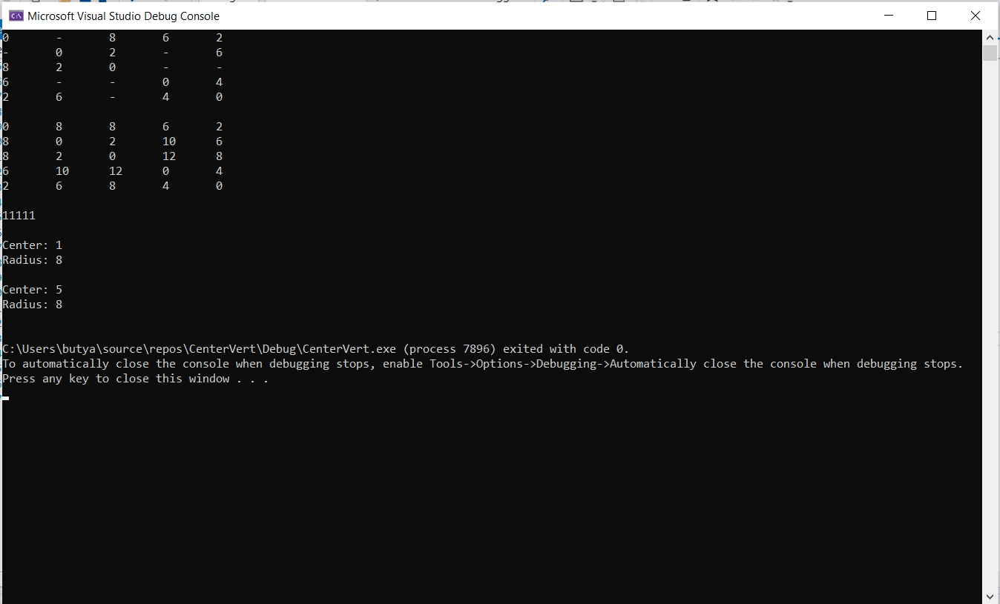 Microsoft Visual Studio Debug Console
0 - 8 6 2
- 0 2 - 6
8 2 0 - -
6 - - 0 4
2 6 - 4 0
0 8 8 6 2
8 0 2 10 6
8 2 0 12 8
6 10 12 0 4
2 6 8 4 0
11111
Center: 1
Radius: 8
Center: 5
Radius: 8
C:\Users\butya\source\repos\CenterVert\Debug\CenterVert.exe (process 7896) exited with code 0.
To automatically close the console when debugging stops, enable Tools->Options->Debugging->Automatically close the console when debugging stops.
Press any key to close this window . . .